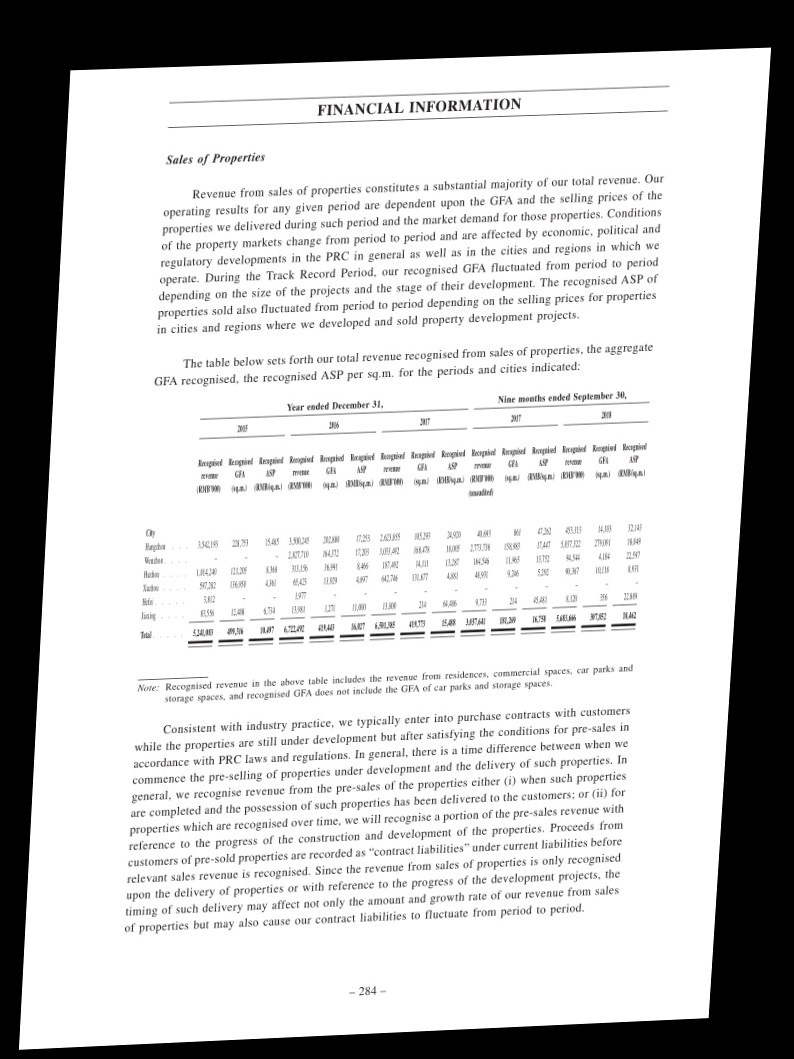 FINANCIAL INFORMATION
Sales of Properties
Revenue from sales of properties constitutes a substantial majority of our total revenue. Our
operating results for any given period are dependent upon the GFA and the selling prices of the
properties we delivered during such period and the market demand for those properties. Conditions
of the property markets change from period to period and are affected by economic, political and
regulatory developments in the PRC in general as well as in the cities and regions in which we
operate. During the Track Record Period, our recognised GFA fluctuated from period to period
depending on the size of the projects and the stage of their development. The recognised ASP of
properties sold also fluctuated from period to period depending on the selling prices for properties
in cities and regions where we developed and sold property development projects.
The table below sets forth our total revenue recognised from sales of properties, the aggregate
GFA recognised, the recognised ASP per sq.m. for the periods and cities indicated:
Year ended December 31, Nine months ended September 30,
2015 2016 2017 2017 2018
Recognised Recognised Recognised Recognised Recognised Recognised Recognised Recognised Recognised Recognised Recognised Recognised Recognised Recognised Recognised
revenue GFA ASP revenue GFA ASP revenue GFA ASP revenue GFA ASP revenue GFA ASP
(RMB'000) (sq.m.) (RMB/sq.m.) (RMB'000) (sq.m.) (RMB/sq.m.) (RMB'000) (sq.m.) (RMB/sq.m.) (RMB'000) (sq.m.) (RMB/sq.m.) (RMB'000) (sq.m.) (RMB/sq.m.)
(unaudited)
City
Hangzhou . . . . 3,542,193 228,753 15,485 3,500,245 202,880 17,253 2,623,855 105,293 24,920 40,693 861 47,262 453,313 14,103 32,143
Wenzhou . . . . – – – 2,827,710 164,372 17,203 3,033,492 168,478 18,005 2,773,738 158,983 17,447 5,037,322 279,091 18,049
Huzhou . . . . . 1,014,240 121,205 8,368 313,156 36,991 8,466 187,492 14,111 13,287 164,546 11,965 13,752 94,544 4,184 22,597
Xuzhou . . . . . 597,282 136,950 4,361 65,423 13,929 4,697 642,746 131,677 4,881 48,931 9,246 5,292 90,367 10,118 8,931
Hefei . . . . . . 3,812 – – 1,977 – – – – – – – – – – –
Jiaxing . . . . . 83,556 12,408 6,734 13,981 1,271 11,000 13,800 214 64,486 9,733 214 45,481 8,120 356 22,809
Total . . . . . . 5,241,083 499,316 10,497 6,722,492 419,443 16,027 6,501,385 419,773 15,488 3,037,641 181,269 16,758 5,683,666 307,852 18,462
Note: Recognised revenue in the above table includes the revenue from residences, commercial spaces, car parks and
storage spaces, and recognised GFA does not include the GFA of car parks and storage spaces.
Consistent with industry practice, we typically enter into purchase contracts with customers
while the properties are still under development but after satisfying the conditions for pre-sales in
accordance with PRC laws and regulations. In general, there is a time difference between when we
commence the pre-selling of properties under development and the delivery of such properties. In
general, we recognise revenue from the pre-sales of the properties either (i) when such properties
are completed and the possession of such properties has been delivered to the customers; or (ii) for
properties which are recognised over time, we will recognise a portion of the pre-sales revenue with
reference to the progress of the construction and development of the properties. Proceeds from
customers of pre-sold properties are recorded as “contract liabilities” under current liabilities before
relevant sales revenue is recognised. Since the revenue from sales of properties is only recognised
upon the delivery of properties or with reference to the progress of the development projects, the
timing of such delivery may affect not only the amount and growth rate of our revenue from sales
of properties but may also cause our contract liabilities to fluctuate from period to period.
– 284 –